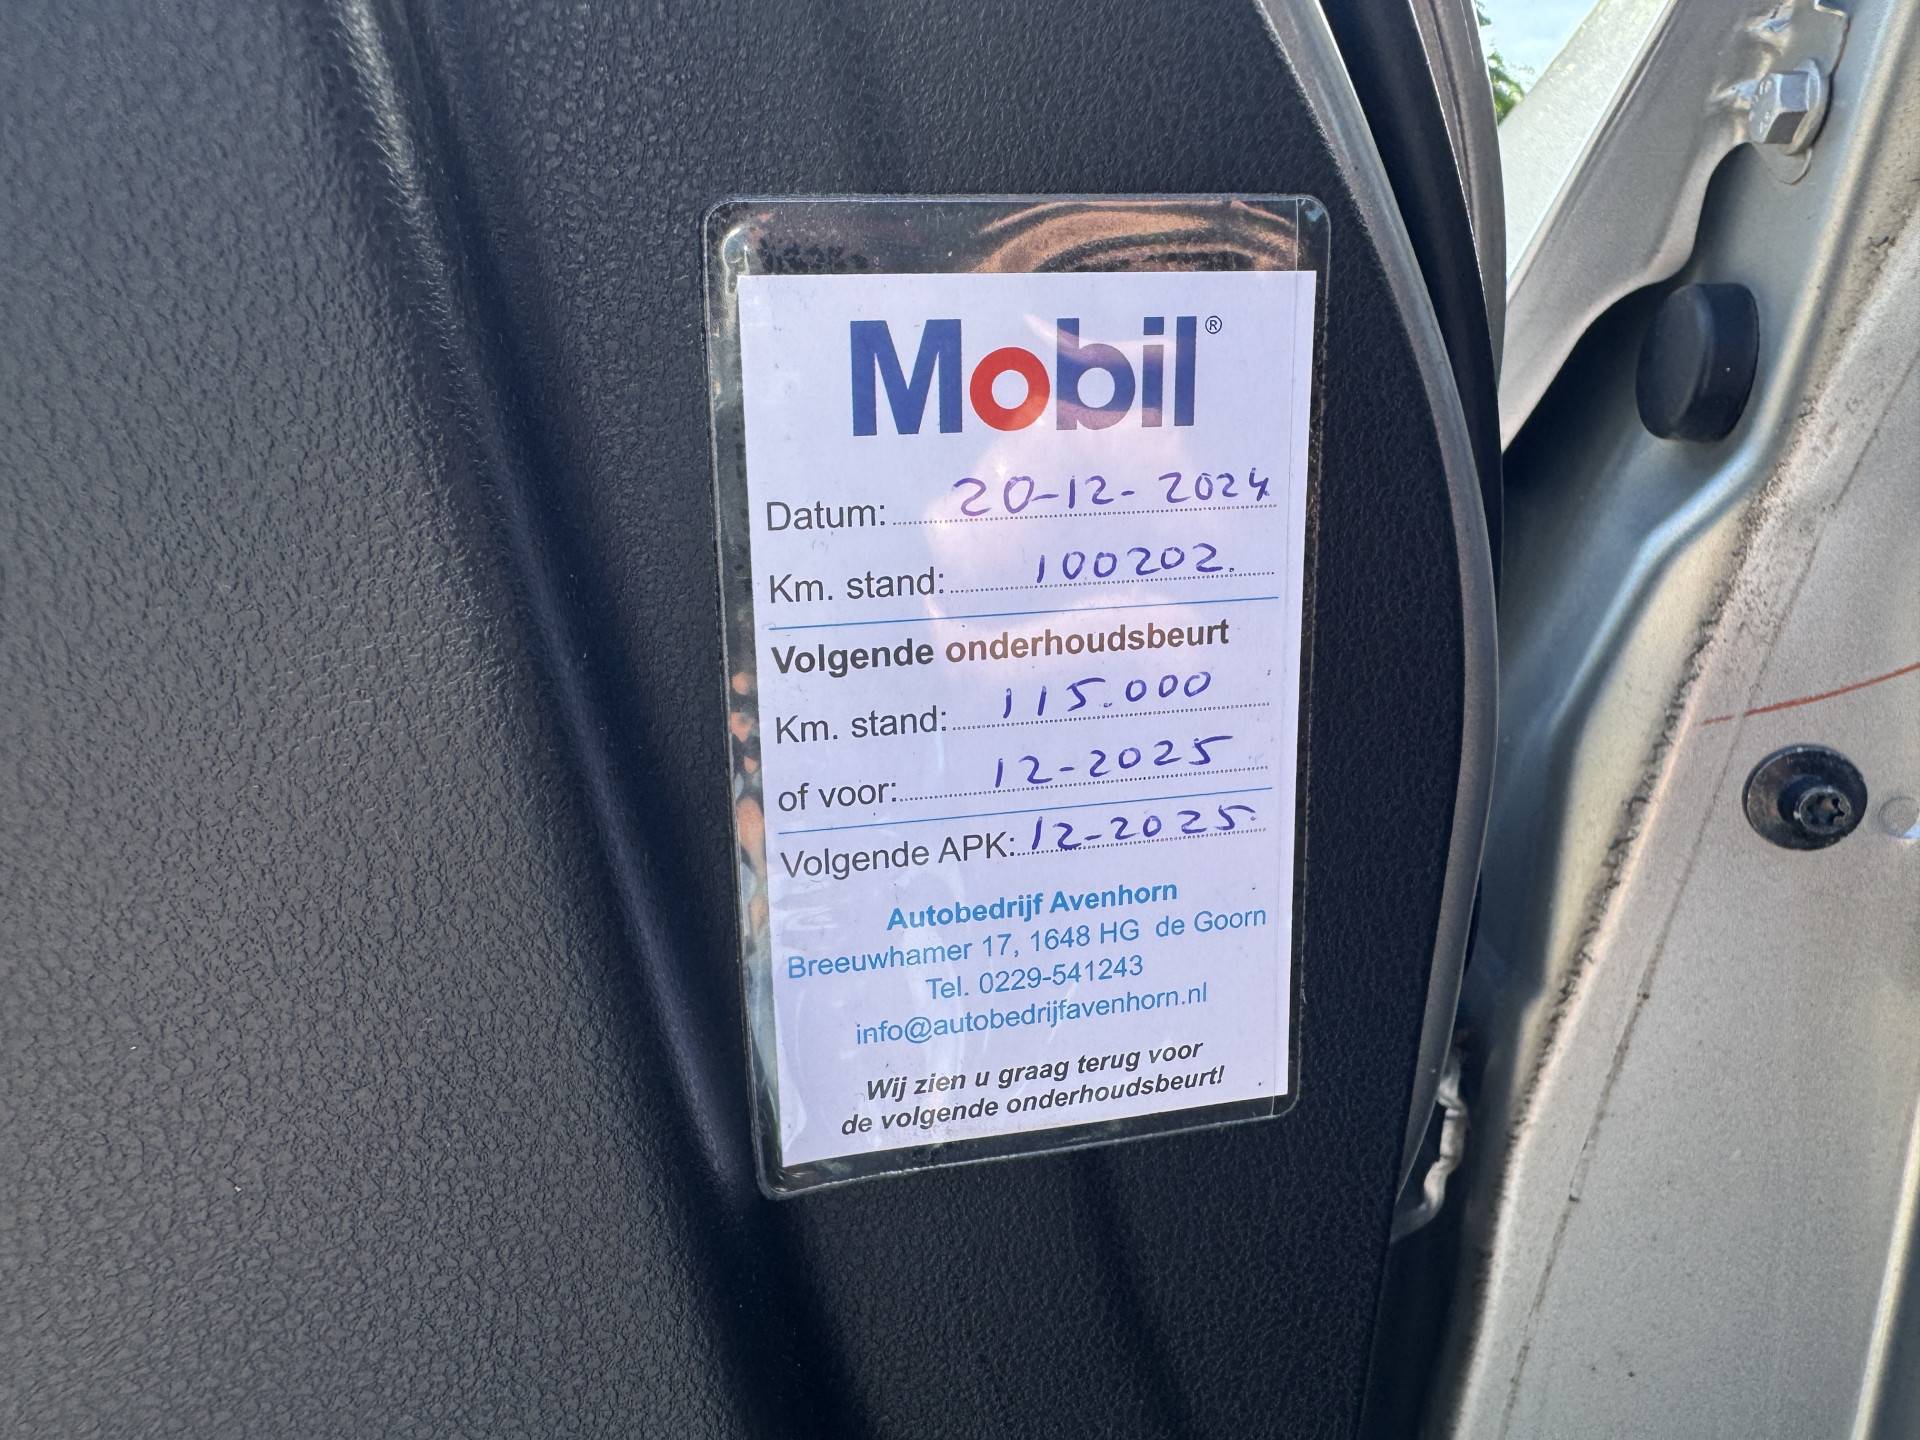 Mobil®
Datum: 20-12-2024
Km. stand: 100202.
Volgende onderhoudsbeurt
Km. stand: 115.000
of voor: 12-2025
Volgende APK: 12-2025.
Autobedrijf Avenhorn
Breeuwhamer 17, 1648 HG de Goorn
Tel. 0229-541243
info@autobedrijfavenhorn.nl
Wij zien u graag terug voor
de volgende onderhoudsbeurt!